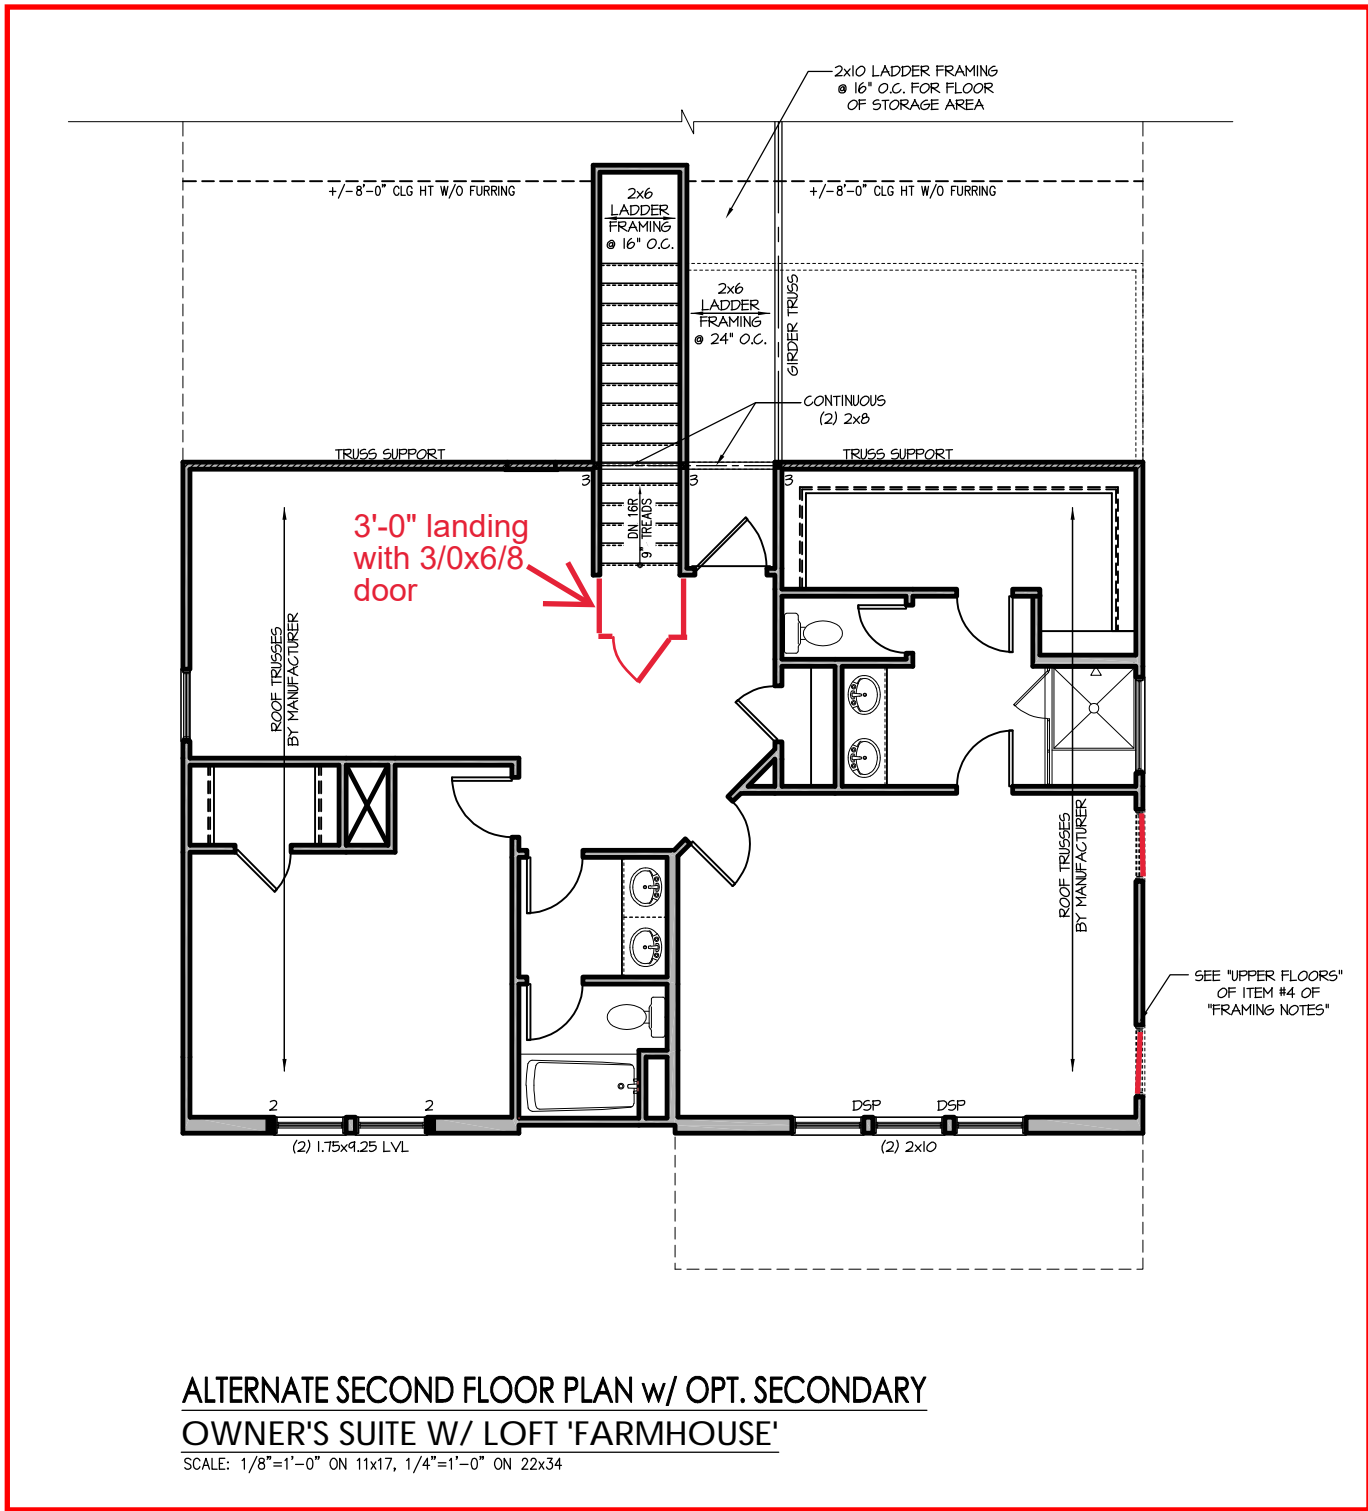 2x10 LADDER FRAMING
@ 16" O.C. FOR FLOOR
OF STORAGE AREA
+/-8'-0" CLG HT W/O FURRING
+/-8'-0" CLG HT W/O FURRING
2x6
LADDER
FRAMING
@ 16" O.C.
2x6
LADDER
FRAMING
@ 24" O.C.
GIRDER TRUSS
CONTINUOUS
(2) 2x8
TRUSS SUPPORT
TRUSS SUPPORT
3
3
3
DN 16R
9" TREADS
3'-0" landing
with 3/0x6/8
door
ROOF TRUSSES
BY MANUFACTURER
ROOF TRUSSES
BY MANUFACTURER
SEE "UPPER FLOORS"
OF ITEM #4 OF
"FRAMING NOTES"
2
2
DSP
DSP
(2) 1.75x9.25 LVL
(2) 2x10
ALTERNATE SECOND FLOOR PLAN w/ OPT. SECONDARY
OWNER'S SUITE W/ LOFT 'FARMHOUSE'
SCALE: 1/8"=1'-0" ON 11x17, 1/4"=1'-0" ON 22x34